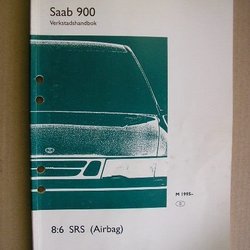 Saab 900
Verkstadshandbok
M 1995–
8:6 SRS (Airbag)